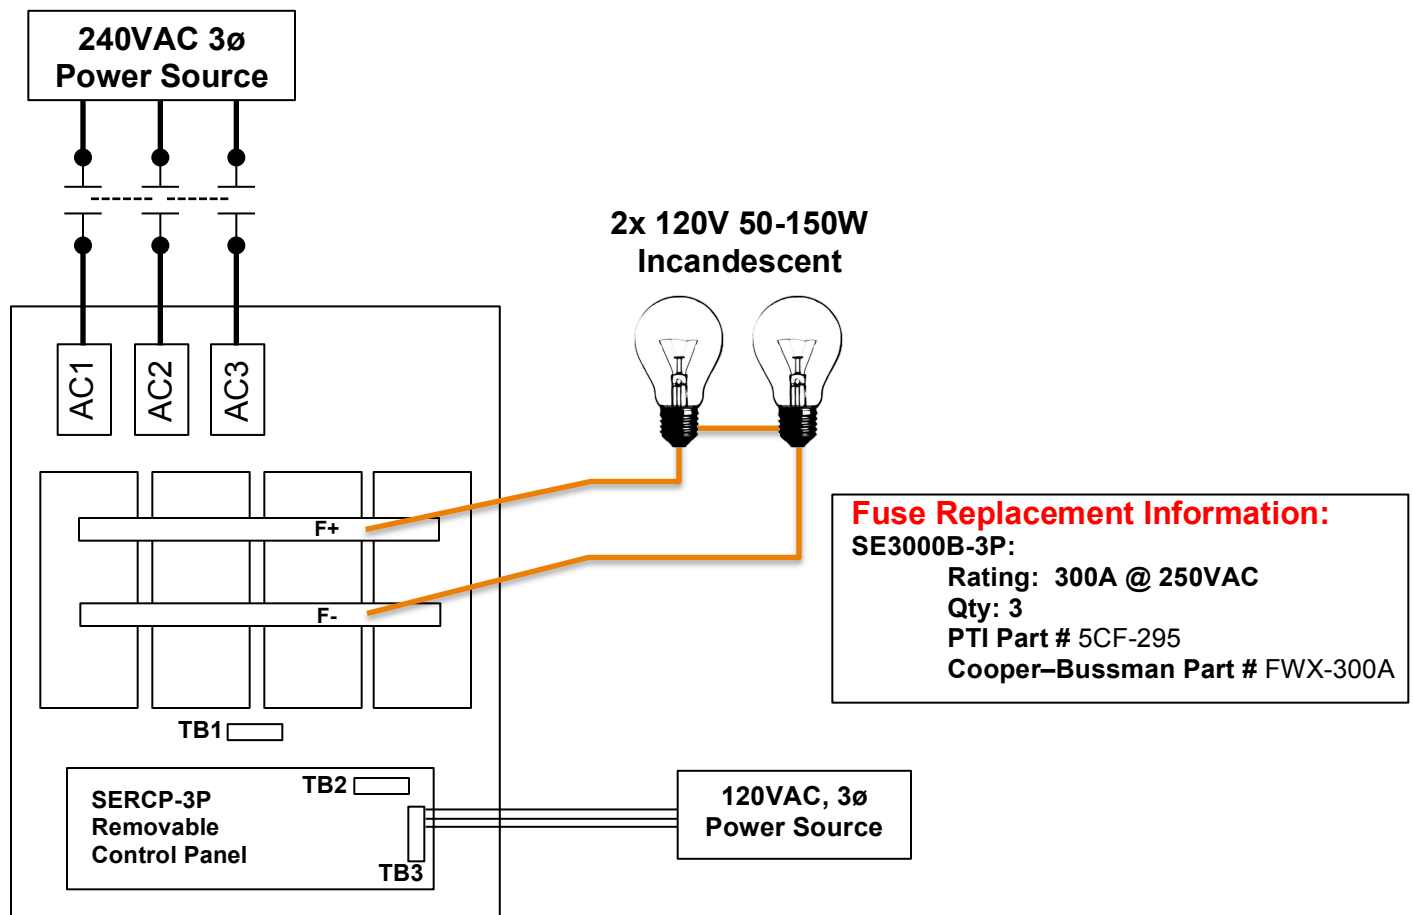 240VAC 3ø
Power Source
2x 120V 50-150W
Incandescent
AC1
AC2
AC3
F+
F-
Fuse Replacement Information:
SE3000B-3P:
Rating: 300A @ 250VAC
Qty: 3
PTI Part # 5CF-295
Cooper–Bussman Part # FWX-300A
TB1
TB2
SERCP-3P
Removable
Control Panel
TB3
120VAC, 3ø
Power Source